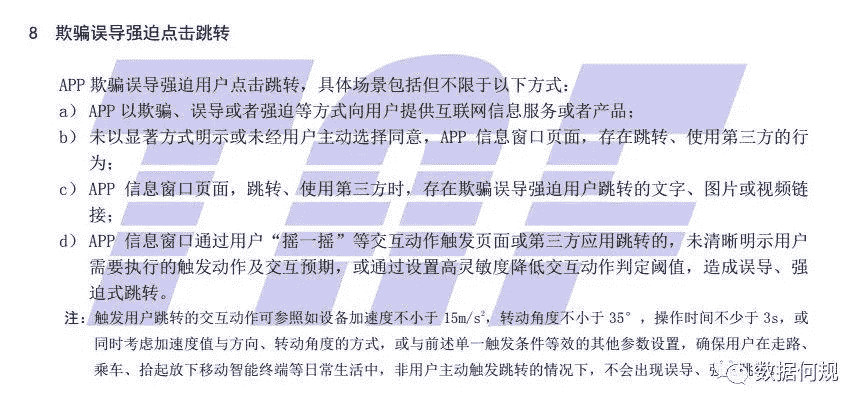 8 欺骗误导强迫点击跳转
APP 欺骗误导强迫用户点击跳转，具体场景包括但不限于以下方式：
a） APP 以欺骗、误导或者强迫等方式向用户提供互联网信息服务或者产品；
b） 未以显著方式明示或未经用户主动选择同意，APP 信息窗口页面，存在跳转、使用第三方的行
为；
c） APP 信息窗口页面，跳转、使用第三方时，存在欺骗误导强迫用户跳转的文字、图片或视频链
接；
d） APP 信息窗口通过用户“摇一摇”等交互动作触发页面或第三方应用跳转的，未清晰明示用户
需要执行的触发动作及交互预期，或通过设置高灵敏度降低交互动作判定阈值，造成误导、强
迫式跳转。
注：触发用户跳转的交互动作可参照如设备加速度不小于 15m/s²，转动角度不小于 35°，操作时间不少于 3s，或
同时考虑加速度值与方向、转动角度的方式，或与前述单一触发条件等效的其他参数设置，确保用户在走路、
乘车、拾起放下移动智能终端等日常生活中，非用户主动触发跳转的情况下，不会出现误导、强 跳
数据何规
TAF